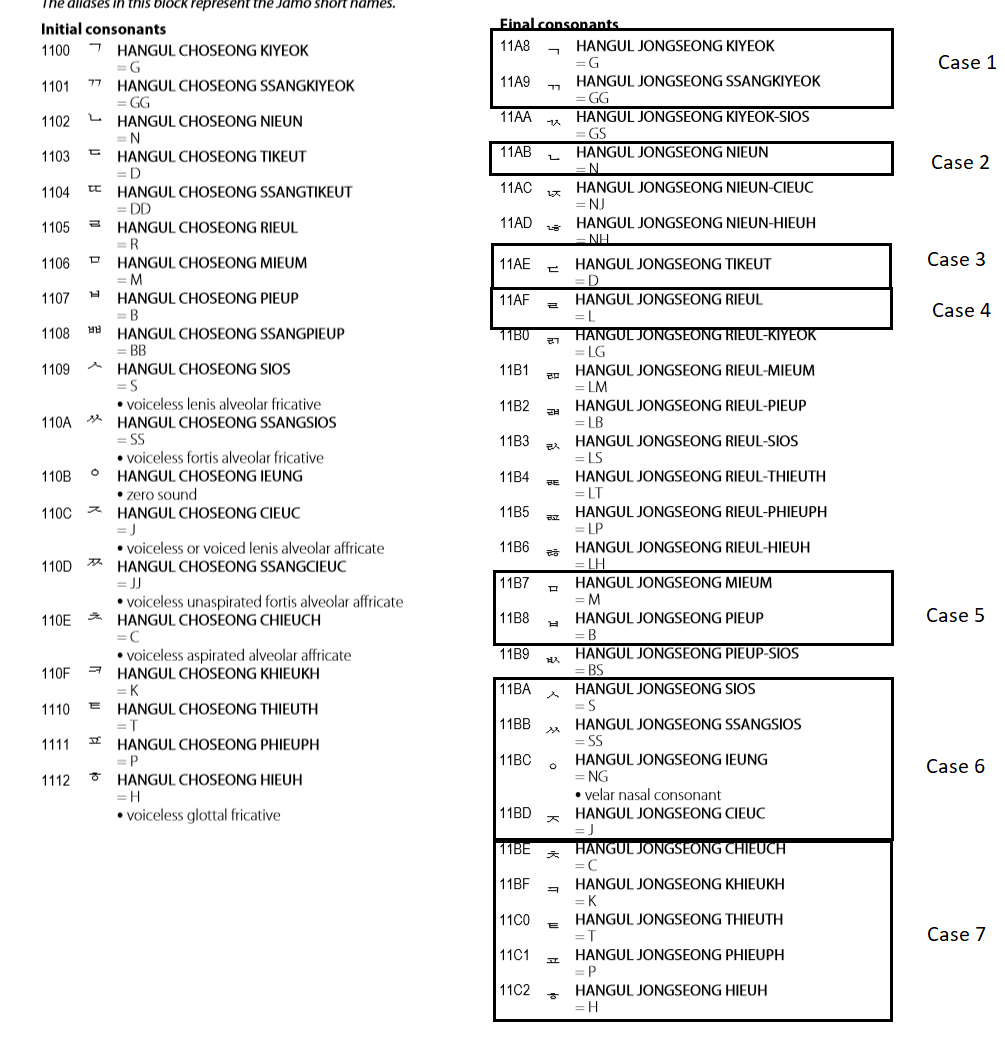 The aliases in this block represent the Jamo short names.
Initial consonants
1100 ᄀ HANGUL CHOSEONG KIYEOK
= G
1101 ᄁ HANGUL CHOSEONG SSANGKIYEOK
= GG
1102 ᄂ HANGUL CHOSEONG NIEUN
= N
1103 ᄃ HANGUL CHOSEONG TIKEUT
= D
1104 ᄄ HANGUL CHOSEONG SSANGTIKEUT
= DD
1105 ᄅ HANGUL CHOSEONG RIEUL
= R
1106 ᄆ HANGUL CHOSEONG MIEUM
= M
1107 ᄇ HANGUL CHOSEONG PIEUP
= B
1108 ᄈ HANGUL CHOSEONG SSANGPIEUP
= BB
1109 ᄉ HANGUL CHOSEONG SIOS
= S
• voiceless lenis alveolar fricative
110A ᄊ HANGUL CHOSEONG SSANGSIOS
= SS
• voiceless fortis alveolar fricative
110B ᄋ HANGUL CHOSEONG IEUNG
• zero sound
110C ᄌ HANGUL CHOSEONG CIEUC
= J
• voiceless or voiced lenis alveolar affricate
110D ᄍ HANGUL CHOSEONG SSANGCIEUC
= JJ
• voiceless unaspirated fortis alveolar affricate
110E ᄎ HANGUL CHOSEONG CHIEUCH
= C
• voiceless aspirated alveolar affricate
110F ᄏ HANGUL CHOSEONG KHIEUKH
= K
1110 ᄐ HANGUL CHOSEONG THIEUTH
= T
1111 ᄑ HANGUL CHOSEONG PHIEUPH
= P
1112 ᄒ HANGUL CHOSEONG HIEUH
= H
• voiceless glottal fricative
Final consonants
11A8 ᆨ HANGUL JONGSEONG KIYEOK
= G
Case 1
11A9 ᆩ HANGUL JONGSEONG SSANGKIYEOK
= GG
11AA ᆪ HANGUL JONGSEONG KIYEOK-SIOS
= GS
11AB ᆫ HANGUL JONGSEONG NIEUN
= N
Case 2
11AC ᆬ HANGUL JONGSEONG NIEUN-CIEUC
= NJ
11AD ᆭ HANGUL JONGSEONG NIEUN-HIEUH
= NH
11AE ᆮ HANGUL JONGSEONG TIKEUT
= D
Case 3
11AF ᆯ HANGUL JONGSEONG RIEUL
= L
Case 4
11B0 ᆰ HANGUL JONGSEONG RIEUL-KIYEOK
= LG
11B1 ᆱ HANGUL JONGSEONG RIEUL-MIEUM
= LM
11B2 ᆲ HANGUL JONGSEONG RIEUL-PIEUP
= LB
11B3 ᆳ HANGUL JONGSEONG RIEUL-SIOS
= LS
11B4 ᆴ HANGUL JONGSEONG RIEUL-THIEUTH
= LT
11B5 ᆵ HANGUL JONGSEONG RIEUL-PHIEUPH
= LP
11B6 ᆶ HANGUL JONGSEONG RIEUL-HIEUH
= LH
11B7 ᆷ HANGUL JONGSEONG MIEUM
= M
Case 5
11B8 ᆸ HANGUL JONGSEONG PIEUP
= B
11B9 ᆹ HANGUL JONGSEONG PIEUP-SIOS
= BS
11BA ᆺ HANGUL JONGSEONG SIOS
= S
11BB ᆻ HANGUL JONGSEONG SSANGSIOS
= SS
11BC ᆼ HANGUL JONGSEONG IEUNG
= NG
Case 6
• velar nasal consonant
11BD ᆽ HANGUL JONGSEONG CIEUC
= J
11BE ᆾ HANGUL JONGSEONG CHIEUCH
= C
11BF ᆿ HANGUL JONGSEONG KHIEUKH
= K
11C0 ᇀ HANGUL JONGSEONG THIEUTH
= T
Case 7
11C1 ᇁ HANGUL JONGSEONG PHIEUPH
= P
11C2 ᇂ HANGUL JONGSEONG HIEUH
= H